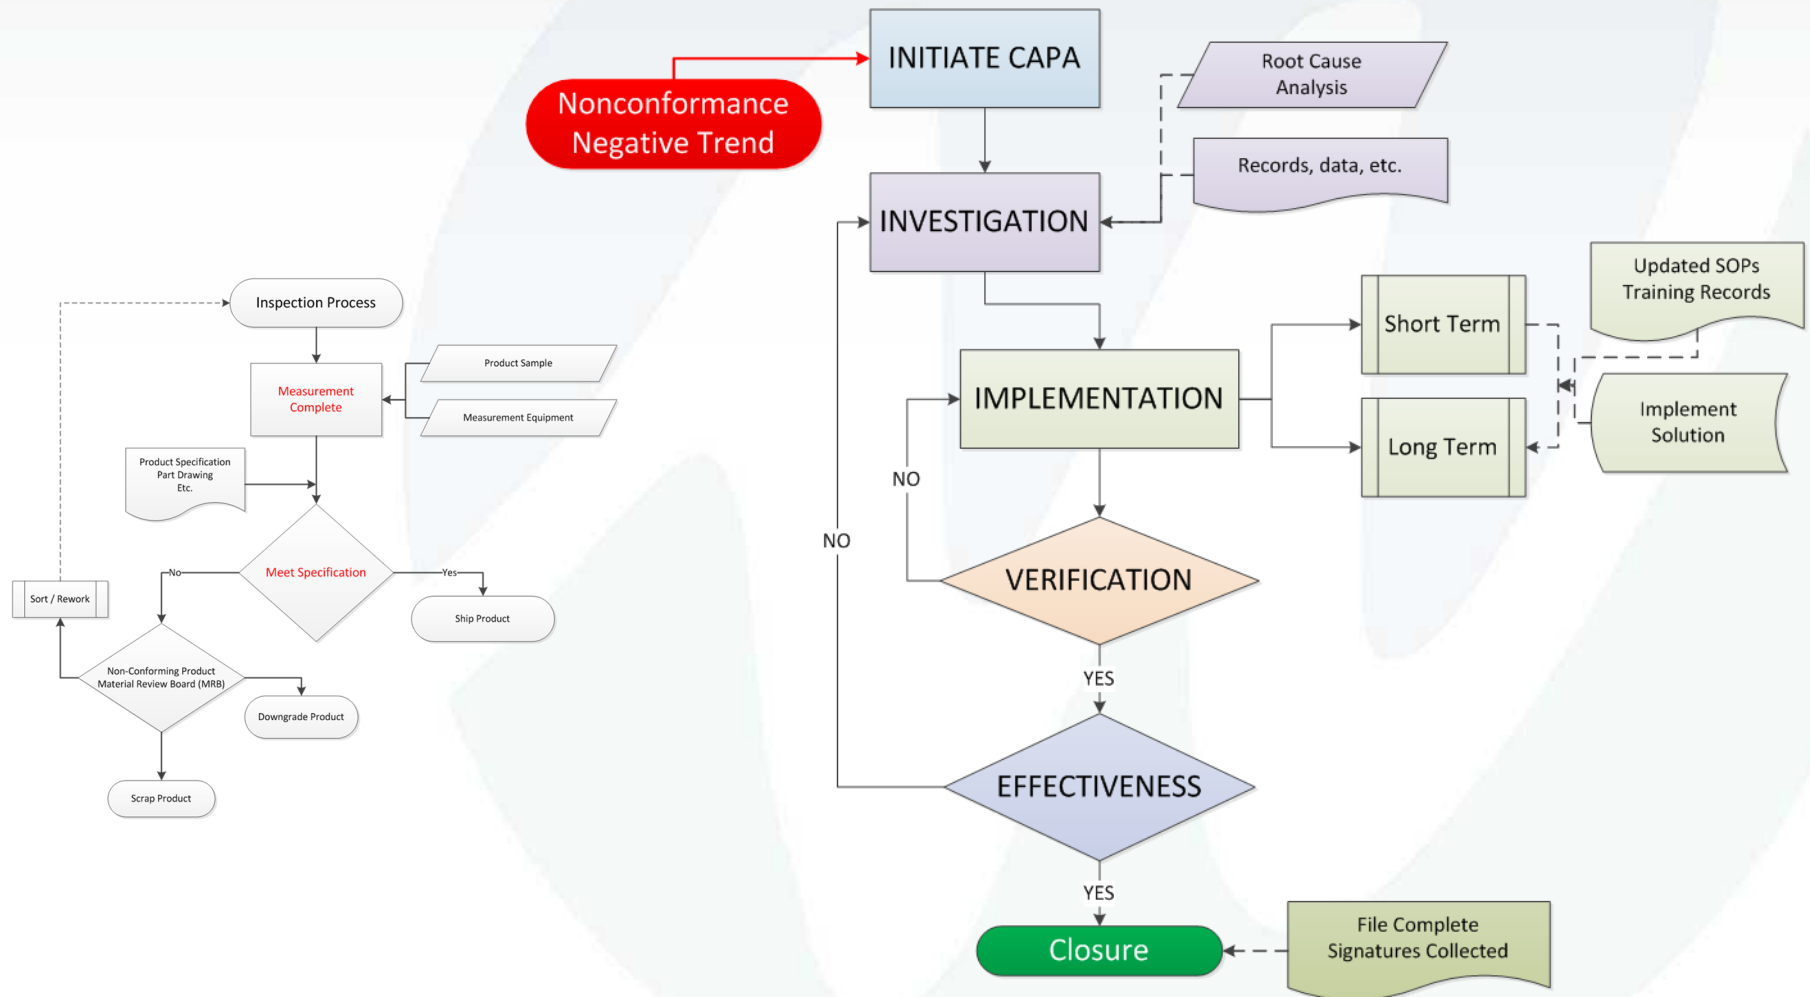 INITIATE CAPA
Nonconformance
Negative Trend
Root Cause
Analysis
Records, data, etc.
INVESTIGATION
Updated SOPs
Training Records
Short Term
IMPLEMENTATION
Long Term
Implement
Solution
NO
NO
VERIFICATION
YES
EFFECTIVENESS
YES
Closure
File Complete
Signatures Collected
Inspection Process
Measurement
Complete
Product Sample
Measurement Equipment
Product Specification
Part Drawing
Etc.
Meet Specification
No
Yes
Sort / Rework
Ship Product
Non-Conforming Product
Material Review Board (MRB)
Downgrade Product
Scrap Product